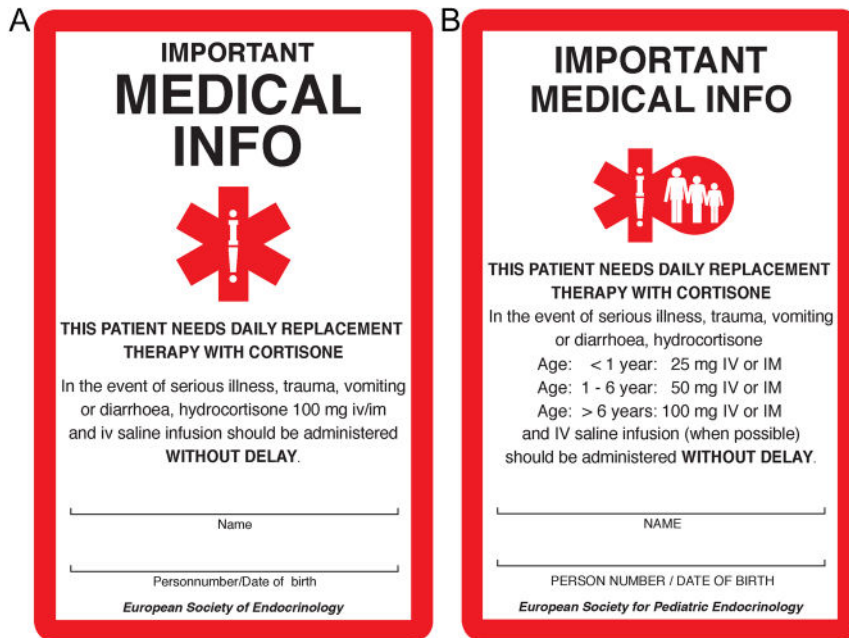 A
IMPORTANT
MEDICAL
INFO
THIS PATIENT NEEDS DAILY REPLACEMENT
THERAPY WITH CORTISONE
In the event of serious illness, trauma, vomiting
or diarrhoea, hydrocortisone 100 mg iv/im
and iv saline infusion should be administered
WITHOUT DELAY.
Name
Personnumber/Date of birth
European Society of Endocrinology
B
IMPORTANT
MEDICAL INFO
THIS PATIENT NEEDS DAILY REPLACEMENT
THERAPY WITH CORTISONE
In the event of serious illness, trauma, vomiting
or diarrhoea, hydrocortisone
Age: < 1 year: 25 mg IV or IM
Age: 1 - 6 year: 50 mg IV or IM
Age: > 6 years: 100 mg IV or IM
and IV saline infusion (when possible)
should be administered WITHOUT DELAY.
NAME
PERSON NUMBER / DATE OF BIRTH
European Society for Pediatric Endocrinology